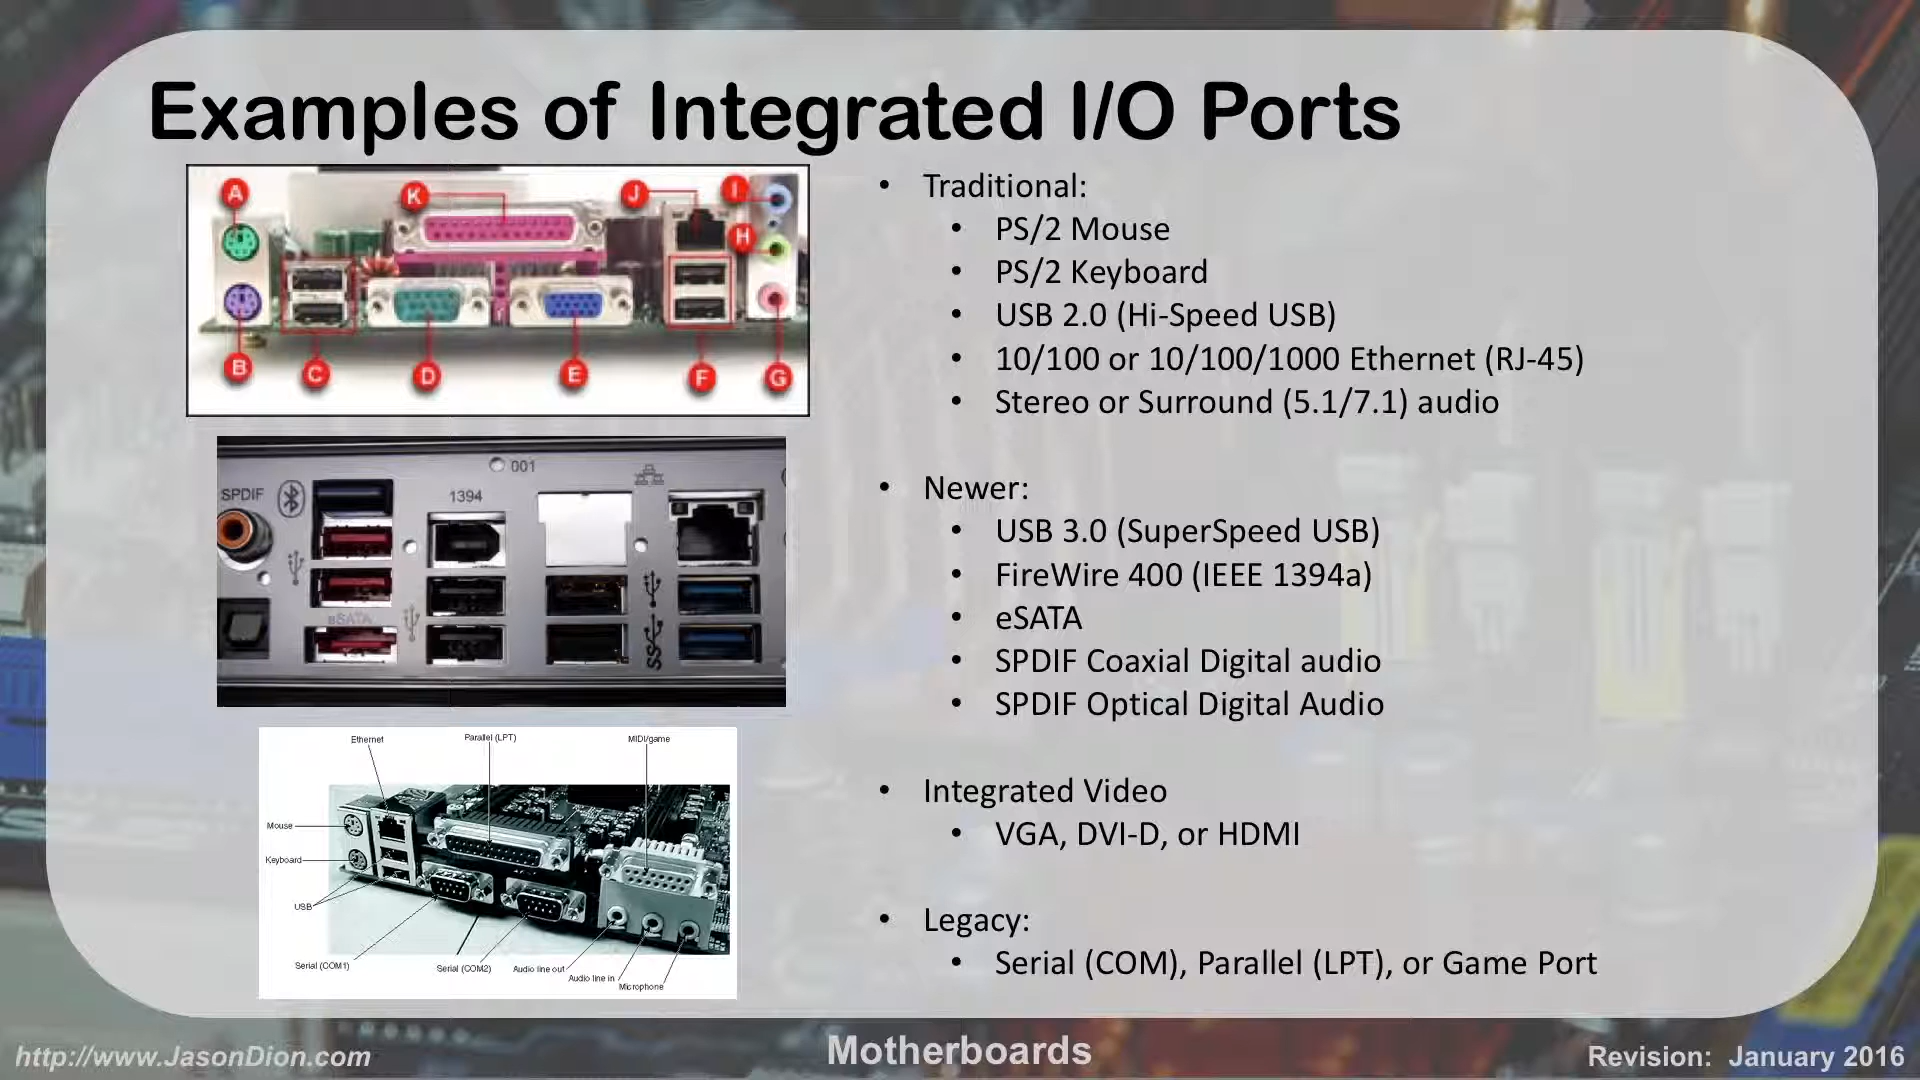 Examples of Integrated I/O Ports
A
K
J
I
H
B
C
D
E
F
G
SPDIF
001
1394
eSATA
SS
Ethernet
Parallel (LPT)
MIDI/game
Mouse
Keyboard
USB
Serial (COM1)
Serial (COM2)
Audio line out
Audio line in
Microphone
• Traditional:
• PS/2 Mouse
• PS/2 Keyboard
• USB 2.0 (Hi-Speed USB)
• 10/100 or 10/100/1000 Ethernet (RJ-45)
• Stereo or Surround (5.1/7.1) audio
• Newer:
• USB 3.0 (SuperSpeed USB)
• FireWire 400 (IEEE 1394a)
• eSATA
• SPDIF Coaxial Digital audio
• SPDIF Optical Digital Audio
• Integrated Video
• VGA, DVI-D, or HDMI
• Legacy:
• Serial (COM), Parallel (LPT), or Game Port
http://www.JasonDion.com
Motherboards
Revision: January 2016